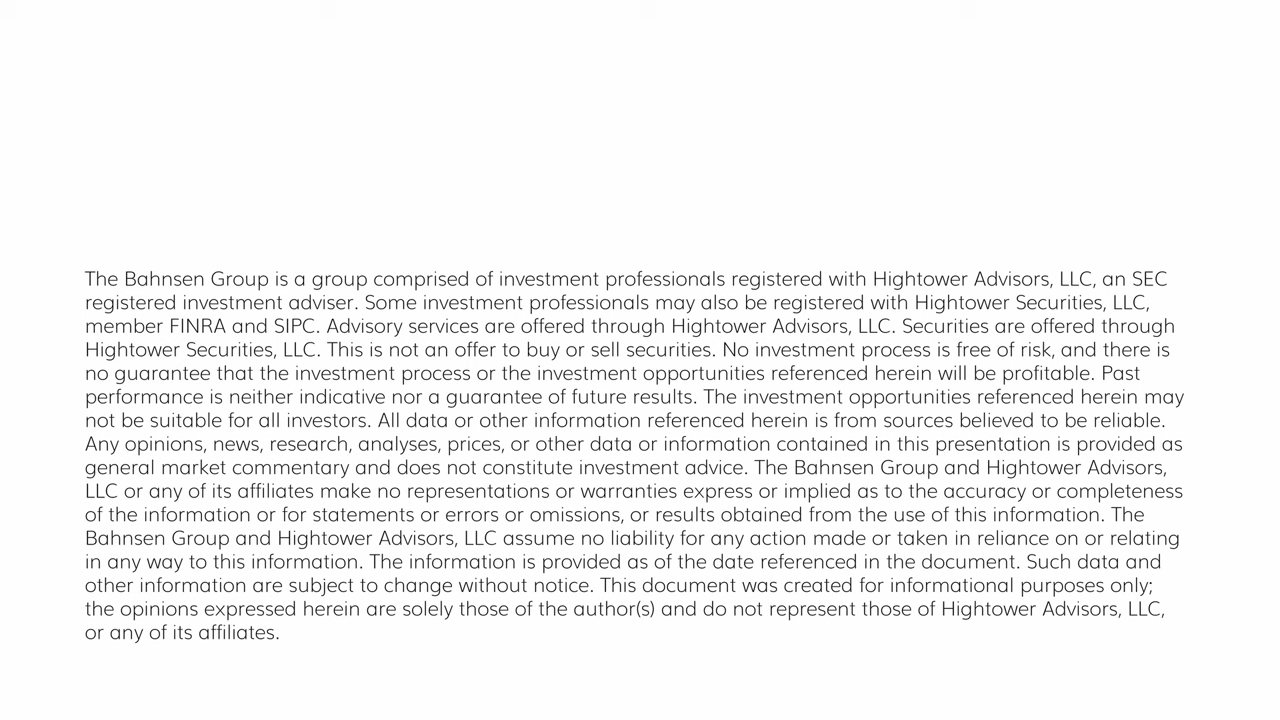 The Bahnsen Group is a group comprised of investment professionals registered with Hightower Advisors, LLC, an SEC
registered investment adviser. Some investment professionals may also be registered with Hightower Securities, LLC,
member FINRA and SIPC. Advisory services are offered through Hightower Advisors, LLC. Securities are offered through
Hightower Securities, LLC. This is not an offer to buy or sell securities. No investment process is free of risk, and there is
no guarantee that the investment process or the investment opportunities referenced herein will be profitable. Past
performance is neither indicative nor a guarantee of future results. The investment opportunities referenced herein may
not be suitable for all investors. All data or other information referenced herein is from sources believed to be reliable.
Any opinions, news, research, analyses, prices, or other data or information contained in this presentation is provided as
general market commentary and does not constitute investment advice. The Bahnsen Group and Hightower Advisors,
LLC or any of its affiliates make no representations or warranties express or implied as to the accuracy or completeness
of the information or for statements or errors or omissions, or results obtained from the use of this information. The
Bahnsen Group and Hightower Advisors, LLC assume no liability for any action made or taken in reliance on or relating
in any way to this information. The information is provided as of the date referenced in the document. Such data and
other information are subject to change without notice. This document was created for informational purposes only;
the opinions expressed herein are solely those of the author(s) and do not represent those of Hightower Advisors, LLC,
or any of its affiliates.